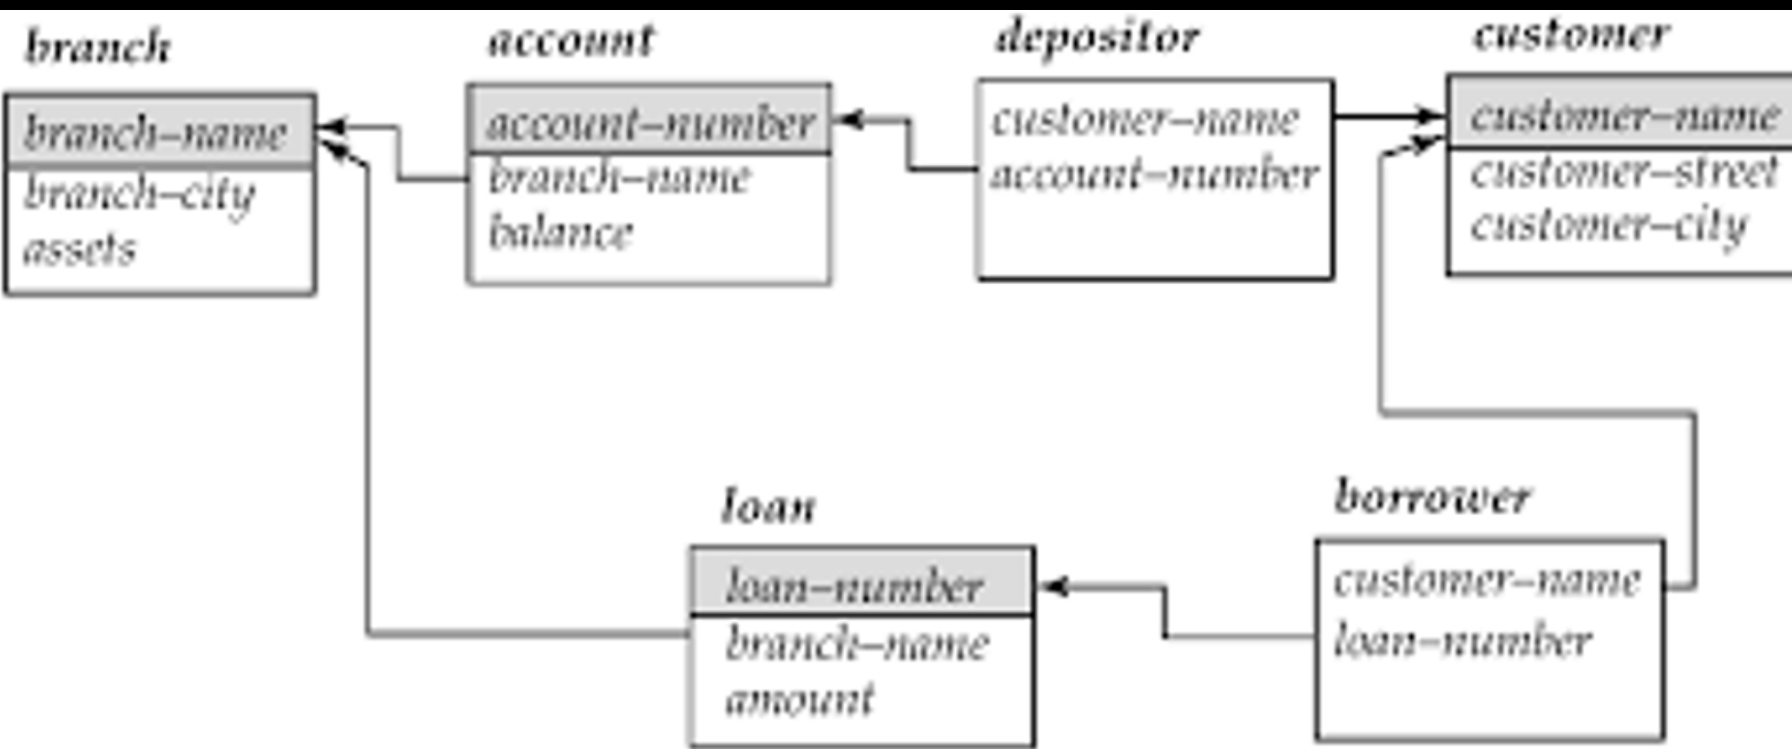 branch
branch–name
branch–city
assets
account
account–number
branch–name
balance
depositor
customer–name
account–number
customer
customer–name
customer–street
customer–city
loan
loan–number
branch–name
amount
borrower
customer–name
loan–number